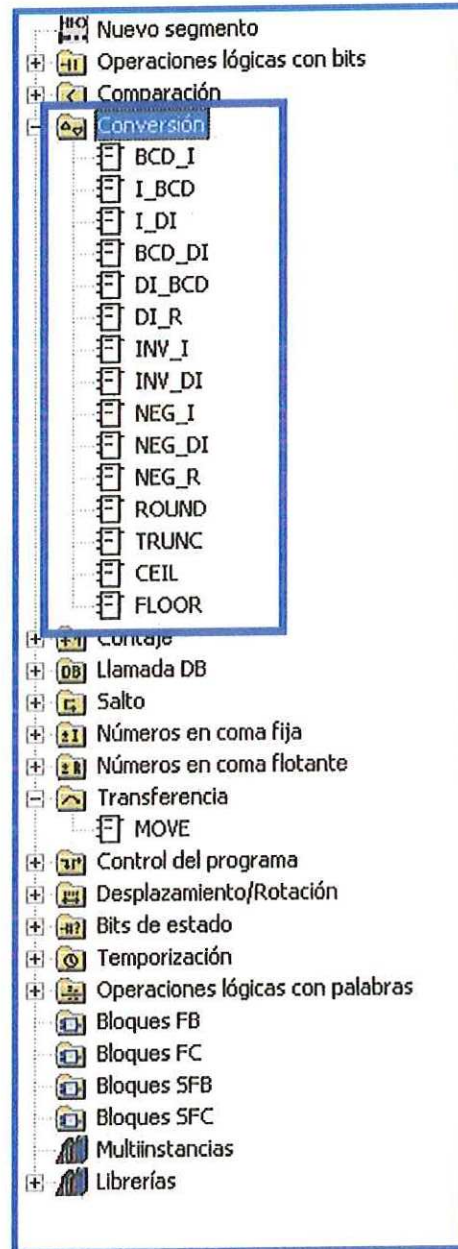 Nuevo segmento
Operaciones lógicas con bits
Comparación
Conversión
BCD_I
I_BCD
I_DI
BCD_DI
DI_BCD
DI_R
INV_I
INV_DI
NEG_I
NEG_DI
NEG_R
ROUND
TRUNC
CEIL
FLOOR
Contaje
DB Llamada DB
Salto
±I Números en coma fija
±R Números en coma flotante
Transferencia
MOVE
Control del programa
Desplazamiento/Rotación
Bits de estado
Temporización
Operaciones lógicas con palabras
Bloques FB
Bloques FC
Bloques SFB
Bloques SFC
Multiinstancias
Librerías